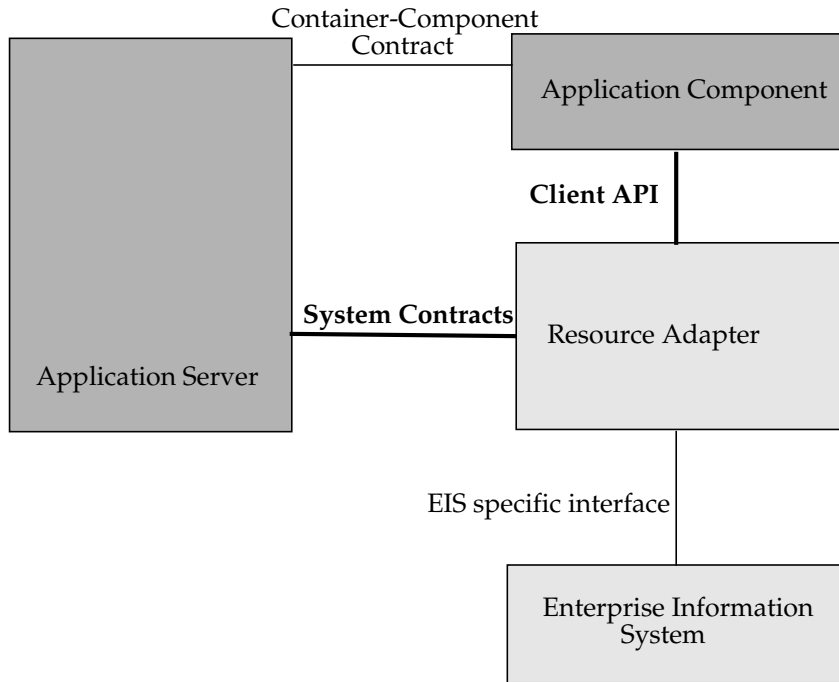 Container-Component
Contract
Application Component
Client API
System Contracts
Resource Adapter
Application Server
EIS specific interface
Enterprise Information
System